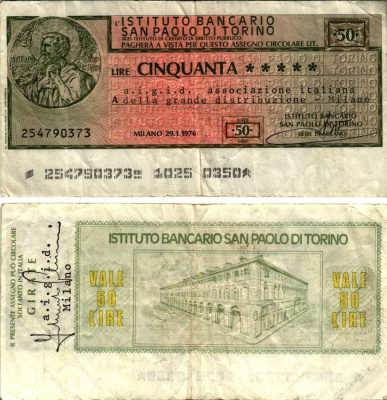 L'ISTITUTO BANCARIO
SAN PAOLO DI TORINO
ISTITUTO DI CREDITO DI DIRITTO PUBBLICO
PAGHERÀ A VISTA PER QUESTO ASSEGNO CIRCOLARE LIT.
·50·
LIRE CINQUANTA *****
a.i.g.i.d. associazione italiana
A della grande distribuzione - Milano
254790373
MILANO 29.1.1976
VALE
·50·
LIRE
ISTITUTO BANCARIO
SAN PAOLO DI TORINO
SEDE DI MILANO
254790373 1025 0350
ISTITUTO BANCARIO SAN PAOLO DI TORINO
IL PRESENTE ASSEGNO PUÒ CIRCOLARE
SOLTANTO IN ITALIA
GIRATE
a.i.g.i.d.
Milano
VALE
50
LIRE
VALE
50
LIRE